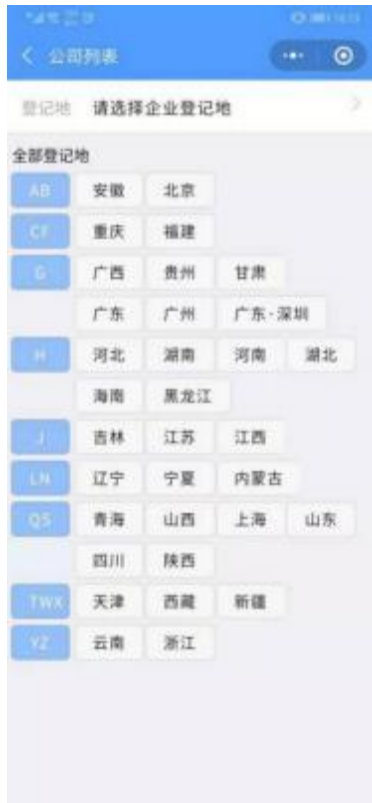 公司列表
登记地 请选择企业登记地
全部登记地
AB 安徽 北京
CF 重庆 福建
G 广西 贵州 甘肃
广东 广州 广东·深圳
H 河北 湖南 河南 湖北
海南 黑龙江
J 吉林 江苏 江西
LN 辽宁 宁夏 内蒙古
QS 青海 山西 上海 山东
四川 陕西
TWX 天津 西藏 新疆
YZ 云南 浙江